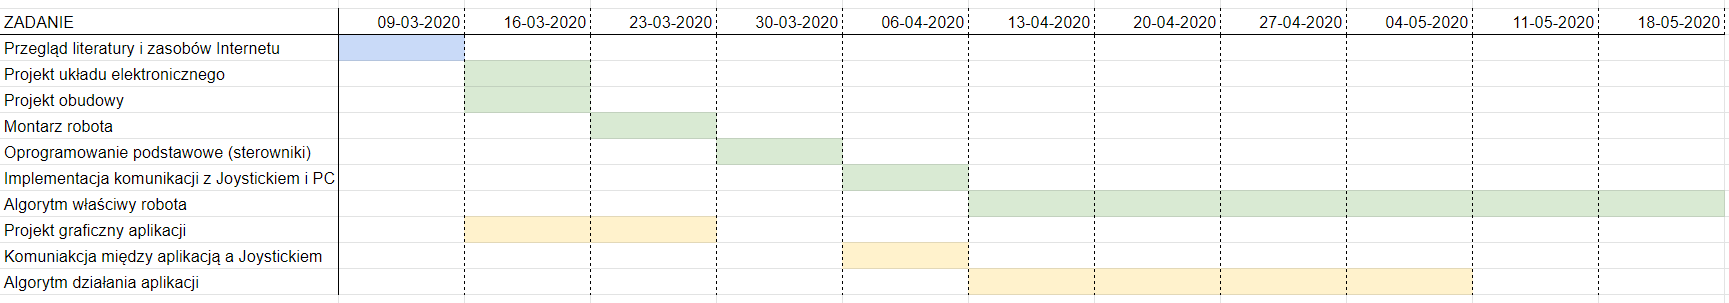 ZADANIE 09-03-2020 16-03-2020 23-03-2020 30-03-2020 06-04-2020 13-04-2020 20-04-2020 27-04-2020 04-05-2020 11-05-2020 18-05-2020
Przegląd literatury i zasobów Internetu
Projekt układu elektronicznego
Projekt obudowy
Montarz robota
Oprogramowanie podstawowe (sterowniki)
Implementacja komunikacji z Joystickiem i PC
Algorytm właściwy robota
Projekt graficzny aplikacji
Komuniakcja między aplikacją a Joystickiem
Algorytm działania aplikacji